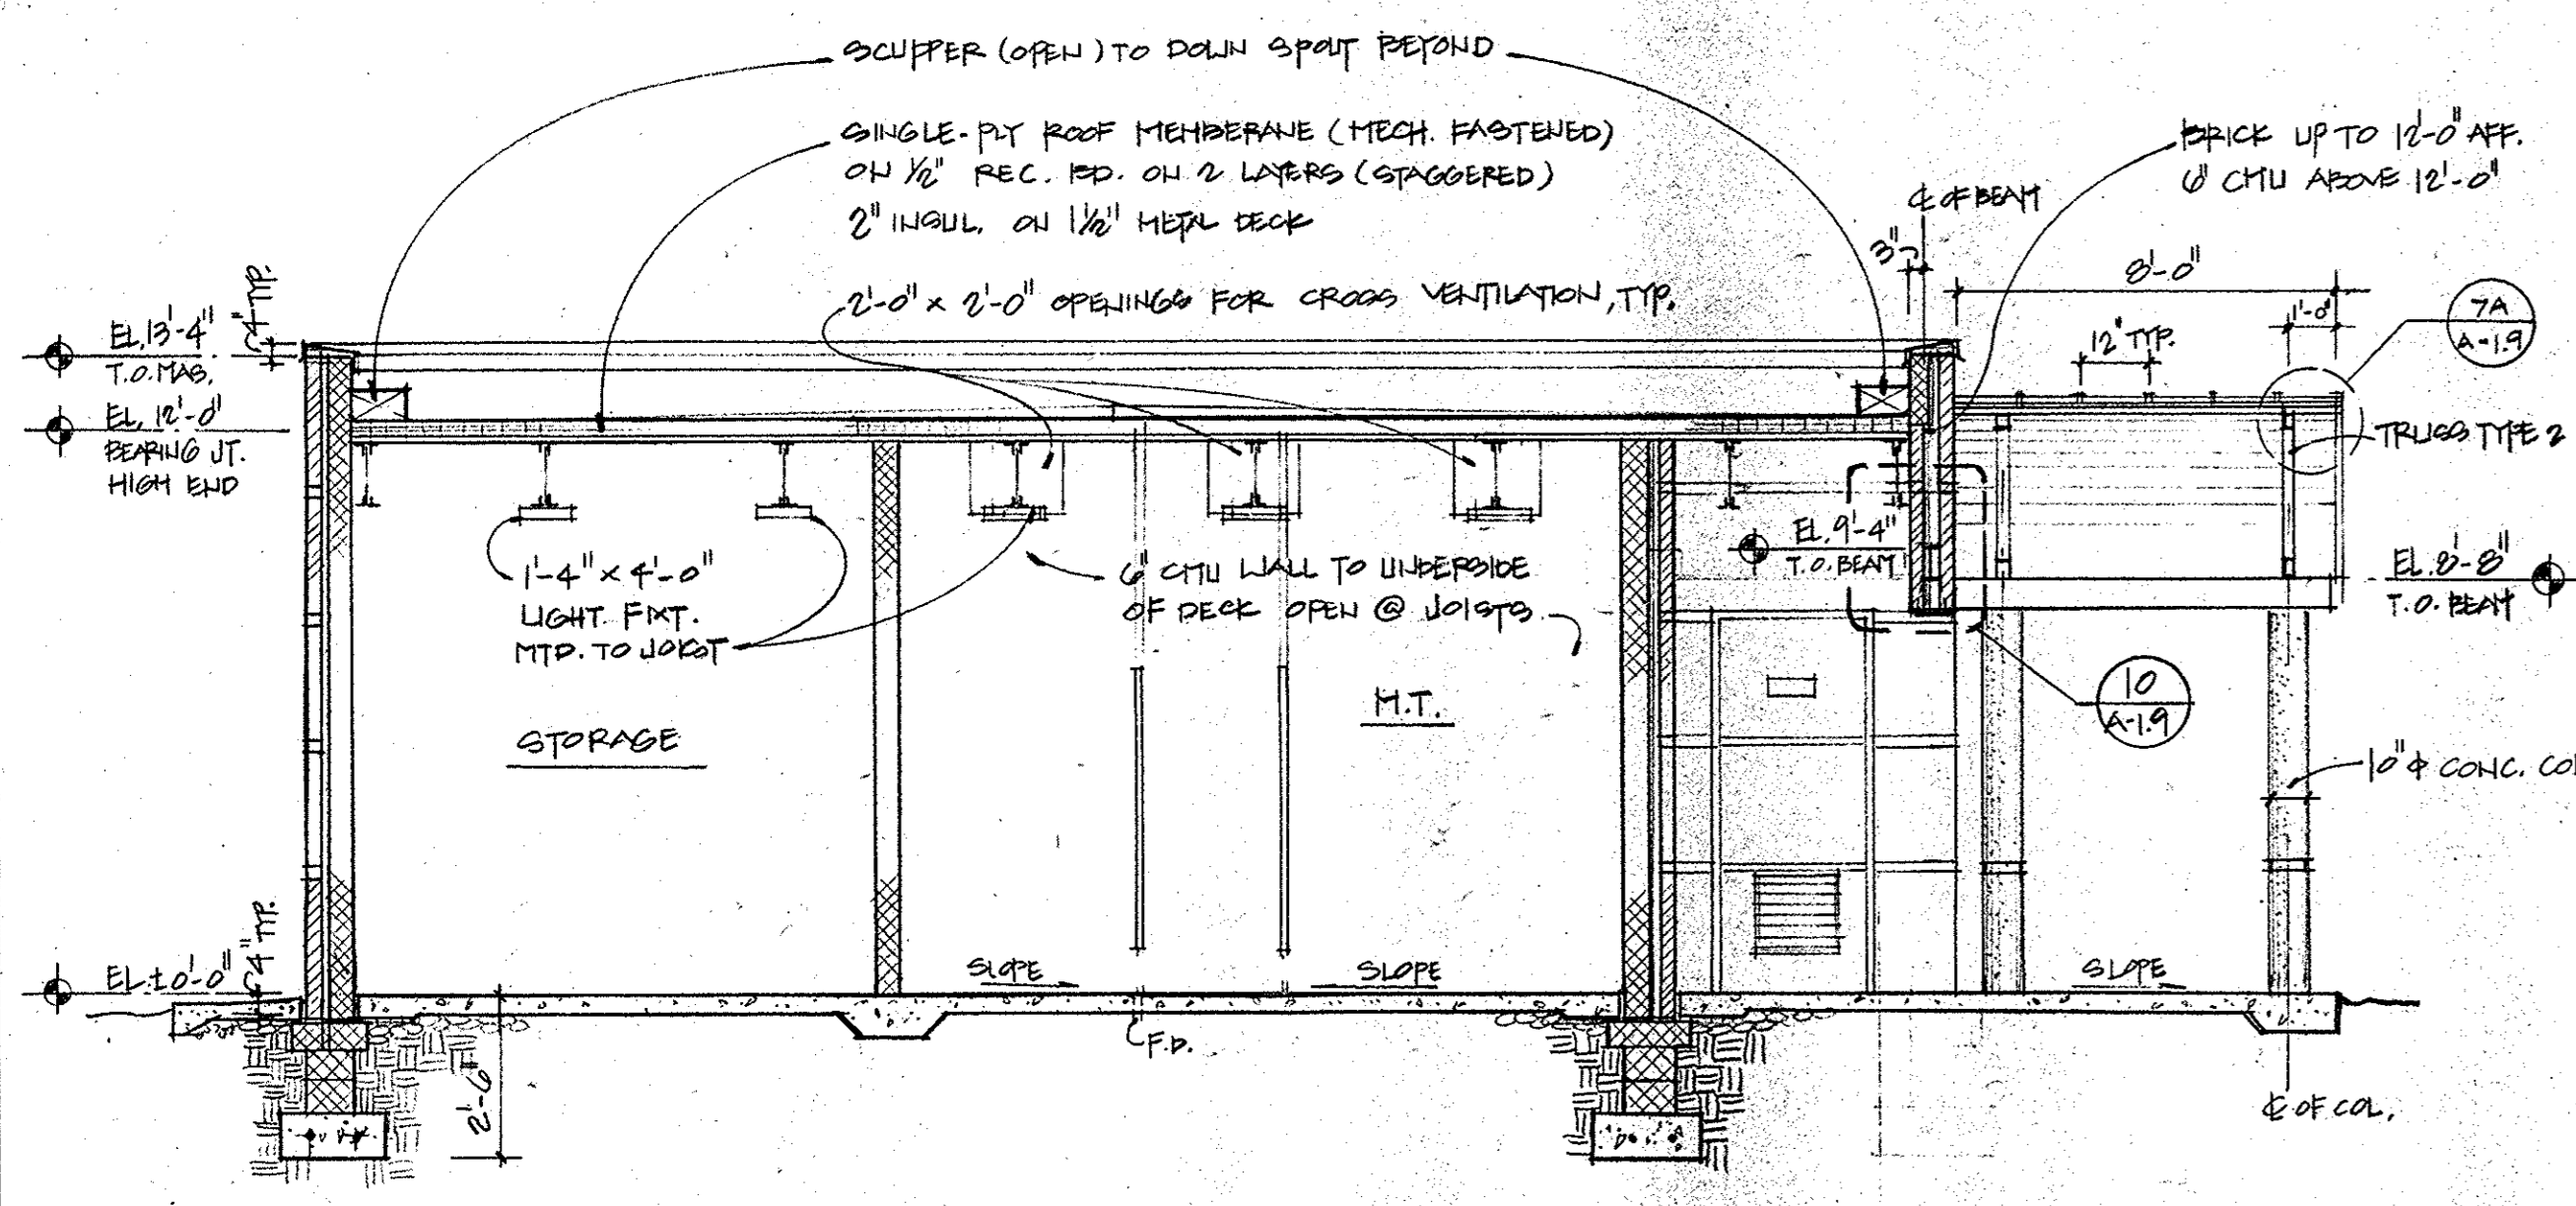 SCUPPER (OPEN) TO DOWN SPOUT BEYOND
SINGLE-PLY ROOF MEMBERANE (MECH. FASTENED)
ON 1/2" REC. BD. ON 2 LAYERS (STAGGERED)
2" INSUL. ON 1 1/2" METAL DECK
2'-0" x 2'-0" OPENINGS FOR CROSS VENTILATION, TYP.
BRICK UP TO 12'-0" AFF.
6" CMU ABOVE 12'-0"
℄ OF BEAM
3"
8'-0"
1'-0"
12" TYP.
7A
A-1.9
4" TYP.
EL. 13'-4"
T.O. MAS.
EL. 12'-0"
BEARING JT.
HIGH END
TRUSS TYPE 2
EL. 9'-4"
T.O. BEAM
EL. 8'-8"
T.O. BEAM
1'-4" x 4'-0"
LIGHT. FIXT.
MTD. TO JOIST
6" CMU WALL TO UNDERSIDE
OF DECK OPEN @ JOISTS
STORAGE
M.T.
10
A-1.9
10" ϕ CONC. CO
4" TYP.
EL. ±0'-0"
SLOPE
SLOPE
SLOPE
F.D.
2'-6"
℄ OF COL.